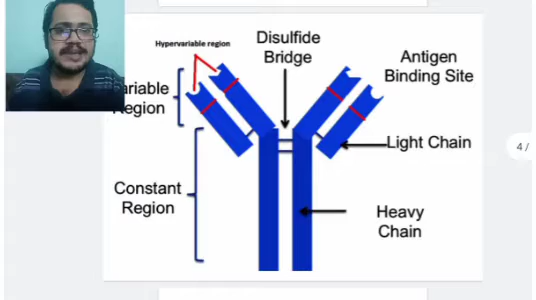 Hypervariable region
Disulfide
Bridge
Antigen
Binding Site
ariable
Region
Light Chain
Constant
Region
Heavy
Chain
4 /